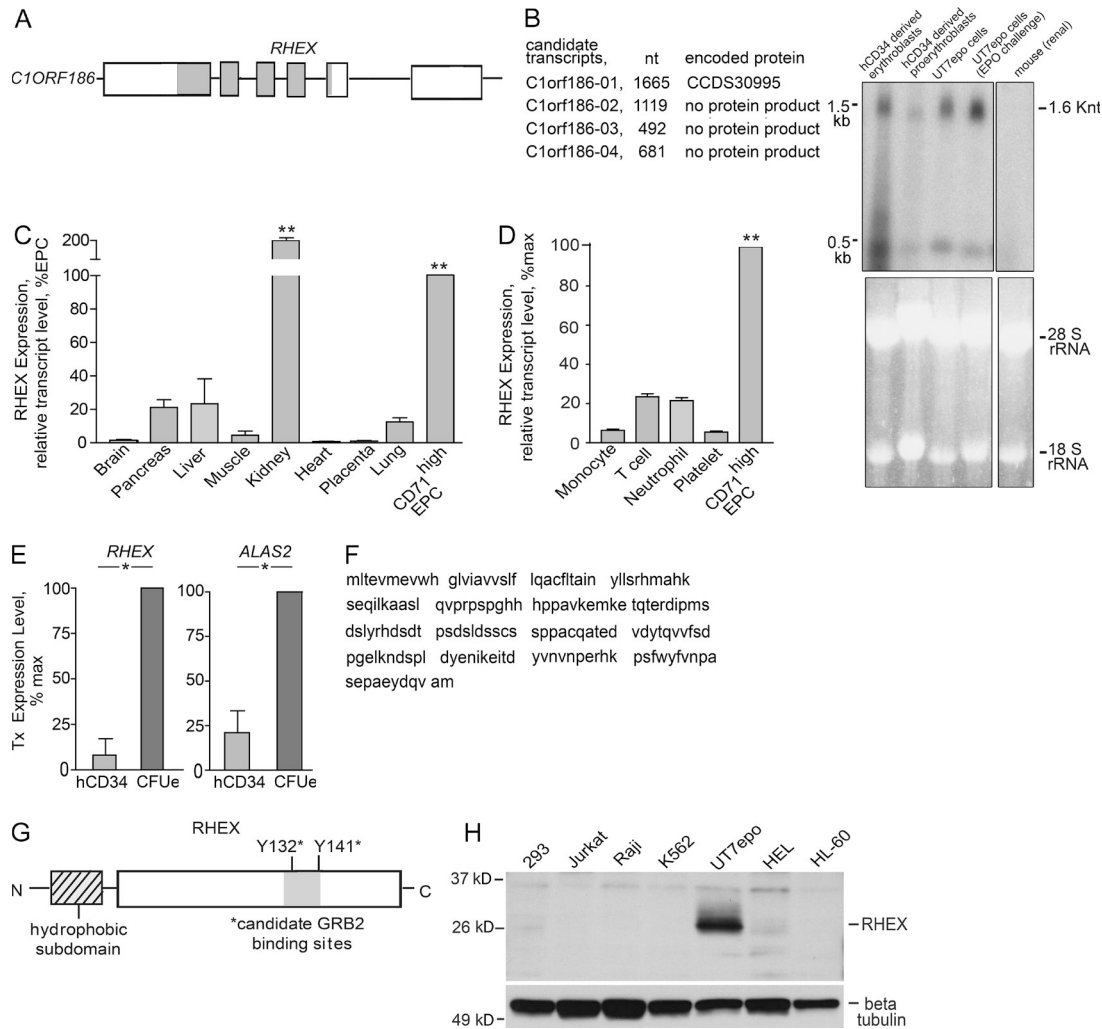 A
RHEX
C1ORF186
B
candidate
transcripts, nt encoded protein
C1orf186-01, 1665 CCDS30995
C1orf186-02, 1119 no protein product
C1orf186-03, 492 no protein product
C1orf186-04, 681 no protein product
hCD34 derived
erythroblasts
hCD34 derived
proerythroblasts
UT7epo cells
UT7epo cells
(EPO challenge)
mouse (renal)
1.5
kb
1.6 Knt
0.5
kb
28 S
rRNA
18 S
rRNA
C
RHEX Expression,
relative transcript level, %EPC
200
100
80
60
40
20
0
**
**
Brain
Pancreas
Liver
Muscle
Kidney
Heart
Placenta
Lung
CD71 high
EPC
D
RHEX Expression,
relative transcript level, %max
100
80
60
40
20
0
**
Monocyte
T cell
Neutrophil
Platelet
CD71 high
EPC
E
RHEX
*
ALAS2
*
Tx Expression Level,
% max
100
75
50
25
0
hCD34 CFUe
100
75
50
25
0
hCD34 CFUe
F
mltevmevwh glviavvslf lqacfltain yllsrhmahk
seqilkaasl qvprpspghh hppavkemke tqterdipms
dslyrhdsdt psdsldsscs sppacqated vdytqvvfsd
pgelkndspl dyenikeitd yvnvnperhk psfwyfvnpa
sepaeydqv am
G
RHEX
Y132* Y141*
N
C
hydrophobic
subdomain
*candidate GRB2
binding sites
H
293
Jurkat
Raji
K562
UT7epo
HEL
HL-60
37 kD
26 kD
RHEX
beta
tubulin
49 kD